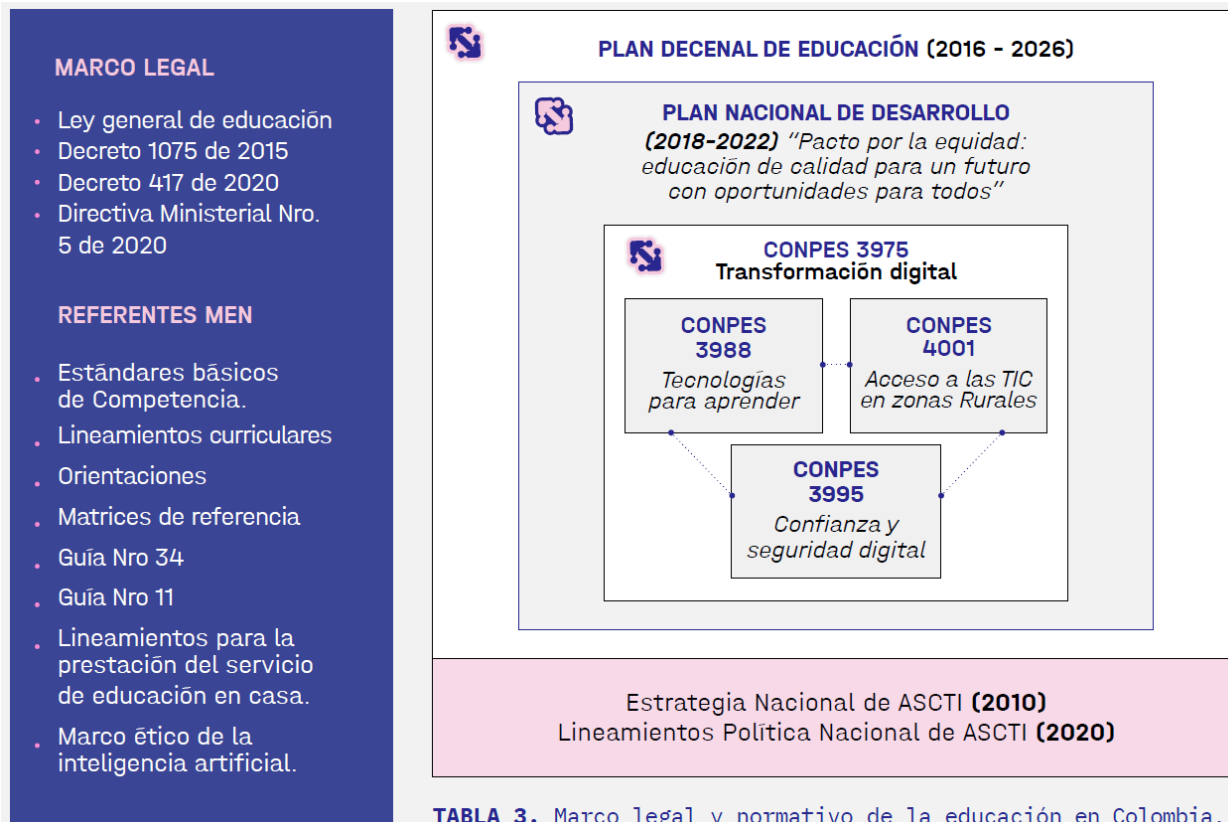 MARCO LEGAL
• Ley general de educación
• Decreto 1075 de 2015
• Decreto 417 de 2020
• Directiva Ministerial Nro.
5 de 2020
REFERENTES MEN
• Estándares básicos
de Competencia.
• Lineamientos curriculares
• Orientaciones
• Matrices de referencia
• Guía Nro 34
• Guía Nro 11
• Lineamientos para la
prestación del servicio
de educación en casa.
• Marco ético de la
inteligencia artificial.
PLAN DECENAL DE EDUCACIÓN (2016 - 2026)
PLAN NACIONAL DE DESARROLLO
(2018-2022) “Pacto por la equidad:
educación de calidad para un futuro
con oportunidades para todos”
CONPES 3975
Transformación digital
CONPES
3988
Tecnologías
para aprender
CONPES
4001
Acceso a las TIC
en zonas Rurales
CONPES
3995
Confianza y
seguridad digital
Estrategia Nacional de ASCTI (2010)
Lineamientos Política Nacional de ASCTI (2020)
TABLA 3. Marco legal y normativo de la educación en Colombia.